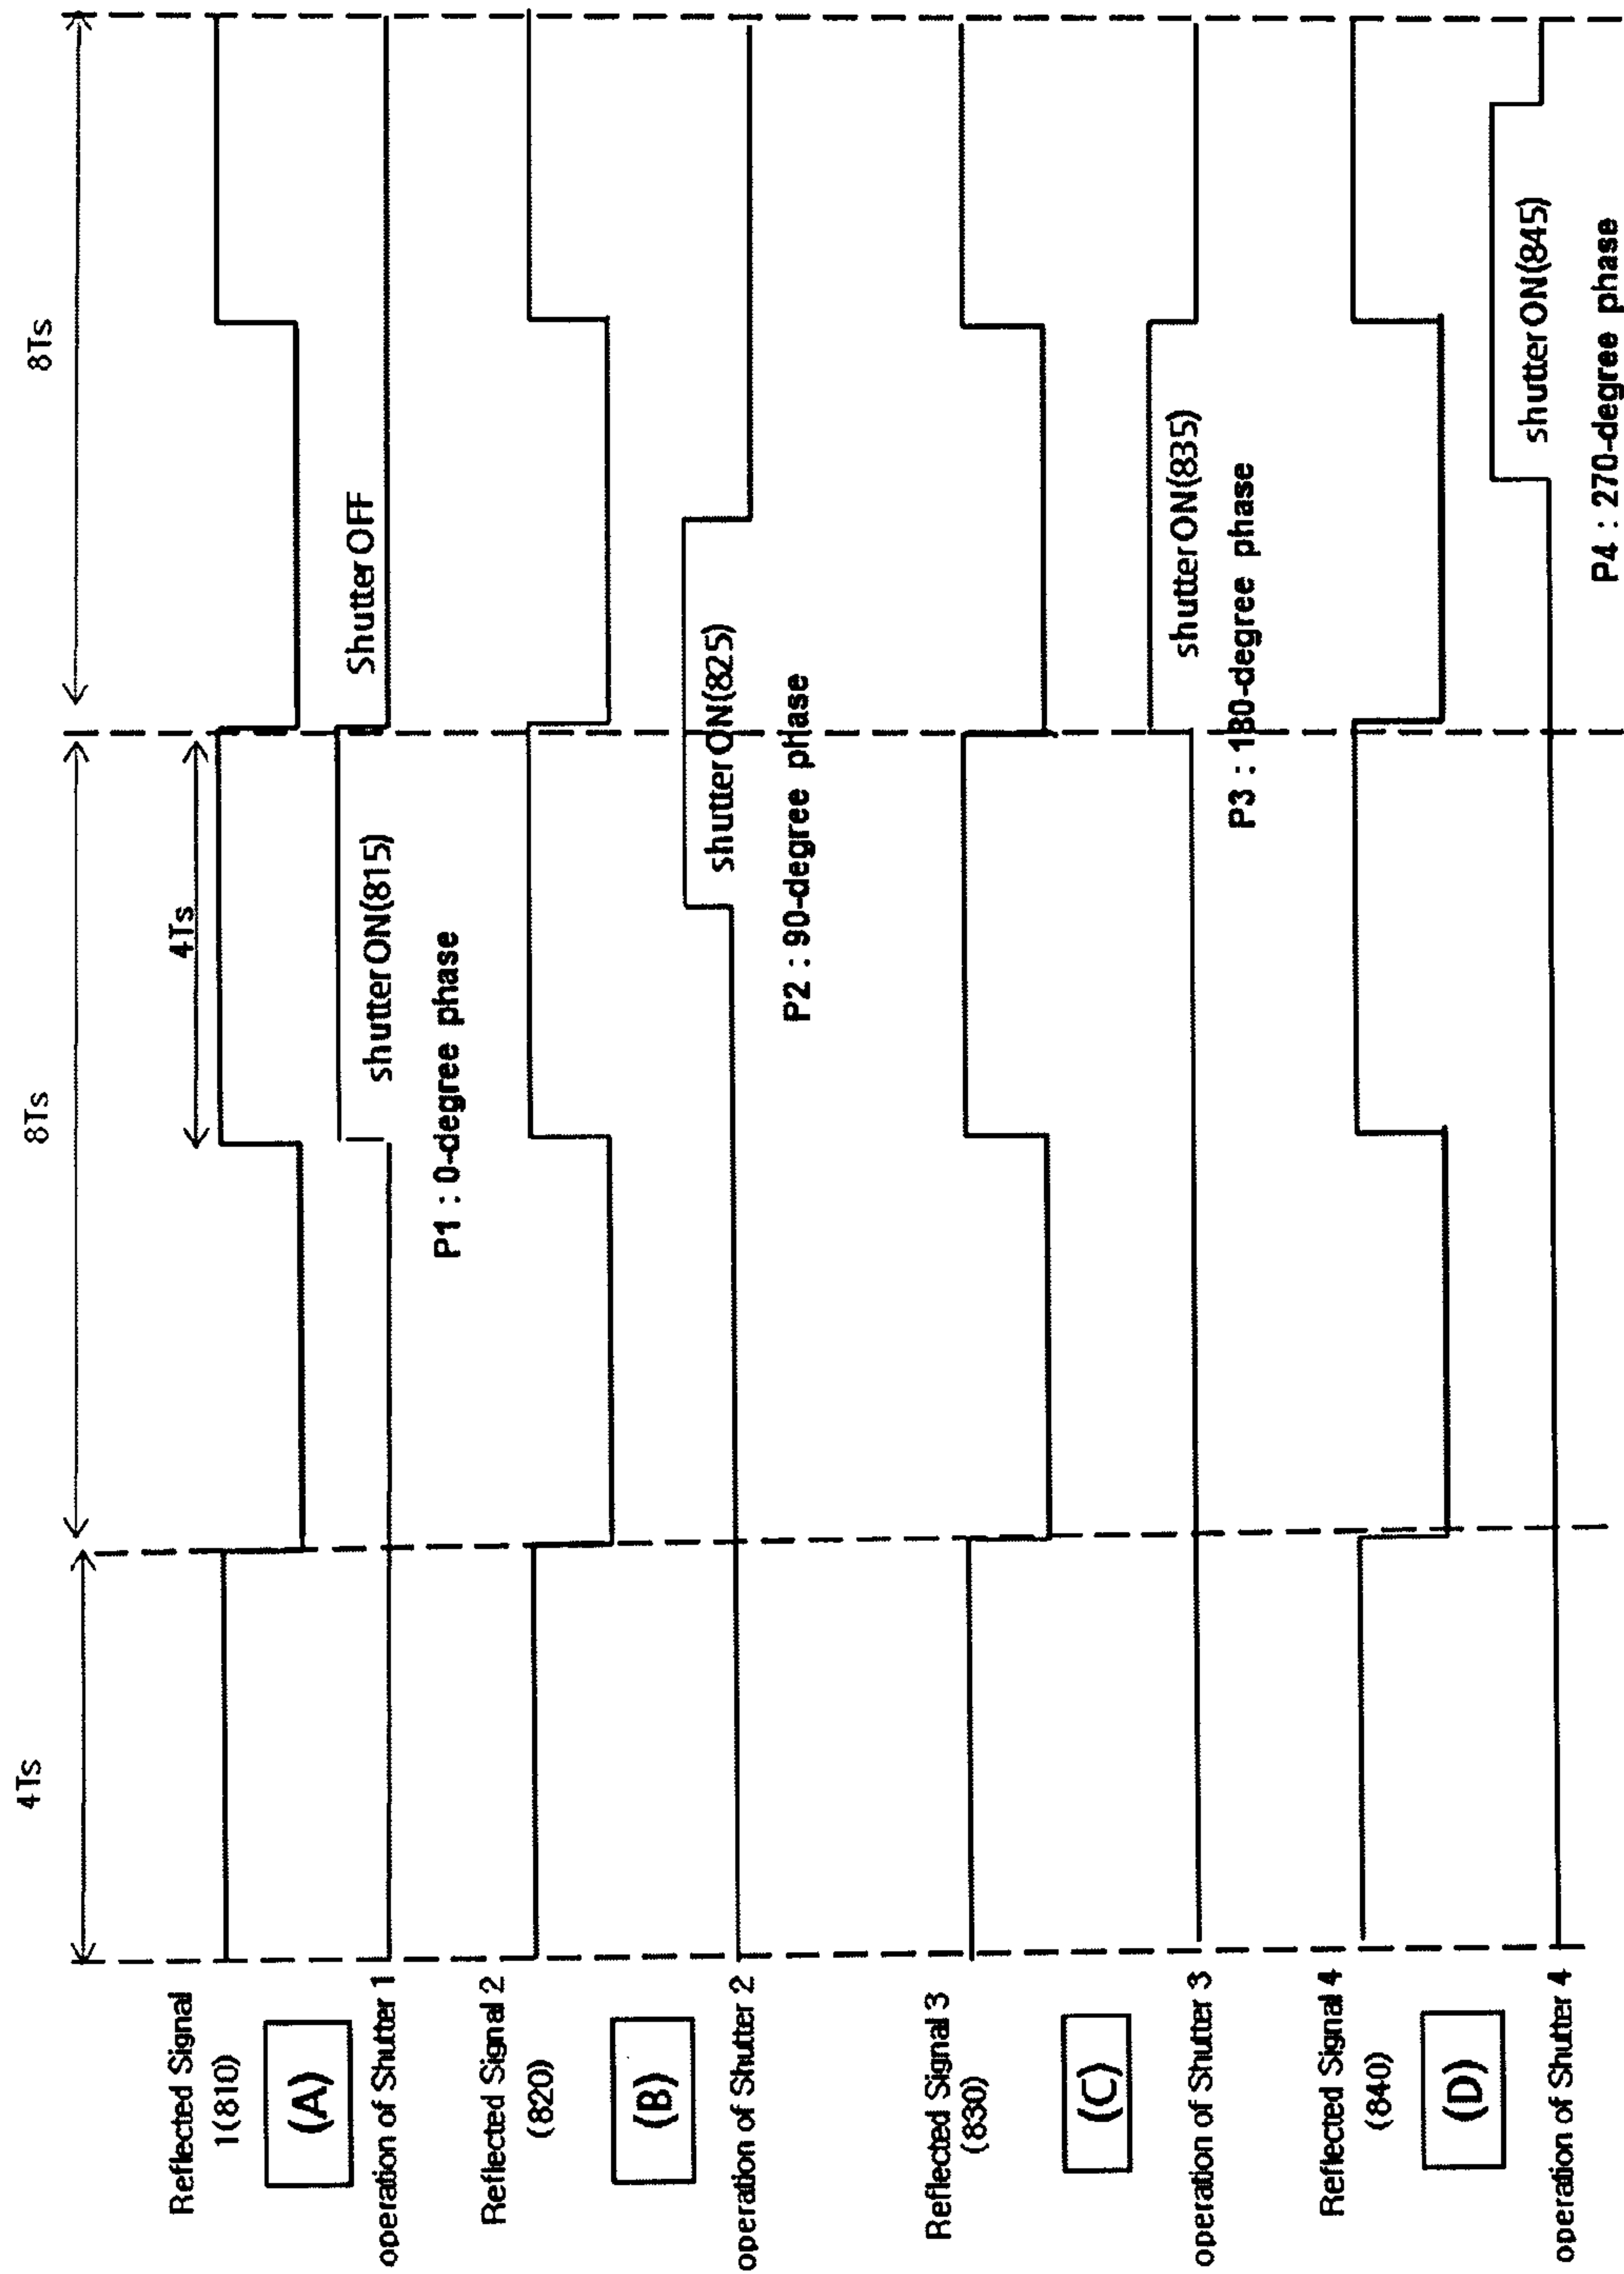 4Ts
8Ts
8Ts
4Ts
Reflected Signal
1(810)
(A)
operation of Shutter 1
shutter ON(815)
Shutter OFF
P1 : 0-degree phase
Reflected Signal 2
(820)
(B)
operation of Shutter 2
shutter ON(825)
P2 : 90-degree phase
Reflected Signal 3
(830)
(C)
operation of Shutter 3
shutter ON(835)
P3 : 180-degree phase
Reflected Signal 4
(840)
(D)
operation of Shutter 4
shutter ON(845)
P4 : 270-degree phase